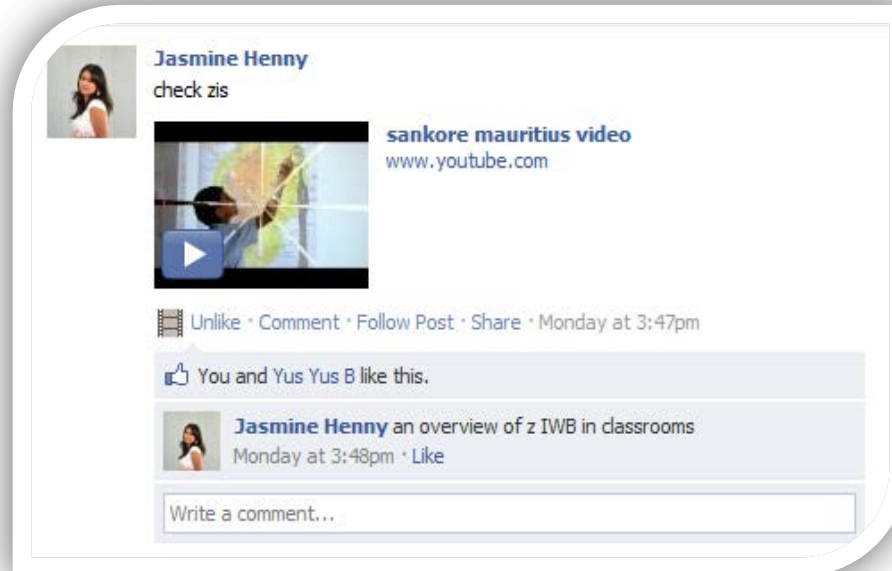 Jasmine Henny
check zis
sankore mauritius video
www.youtube.com
Unlike · Comment · Follow Post · Share · Monday at 3:47pm
You and Yus Yus B like this.
Jasmine Henny an overview of z IWB in classrooms
Monday at 3:48pm · Like
Write a comment...